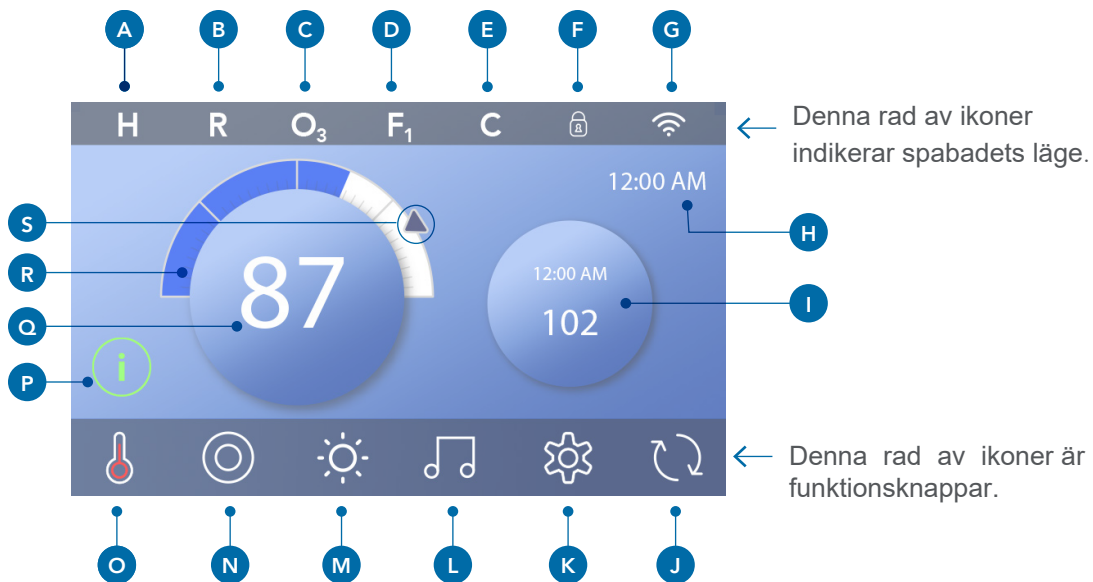 A B C D E F G
H R O₃ F₁ C
Denna rad av ikoner
indikerar spabadets läge.
12:00 AM
S
H
R
87
12:00 AM
I
102
Q
i
P
Denna rad av ikoner är
funktionsknappar.
O N M L K J